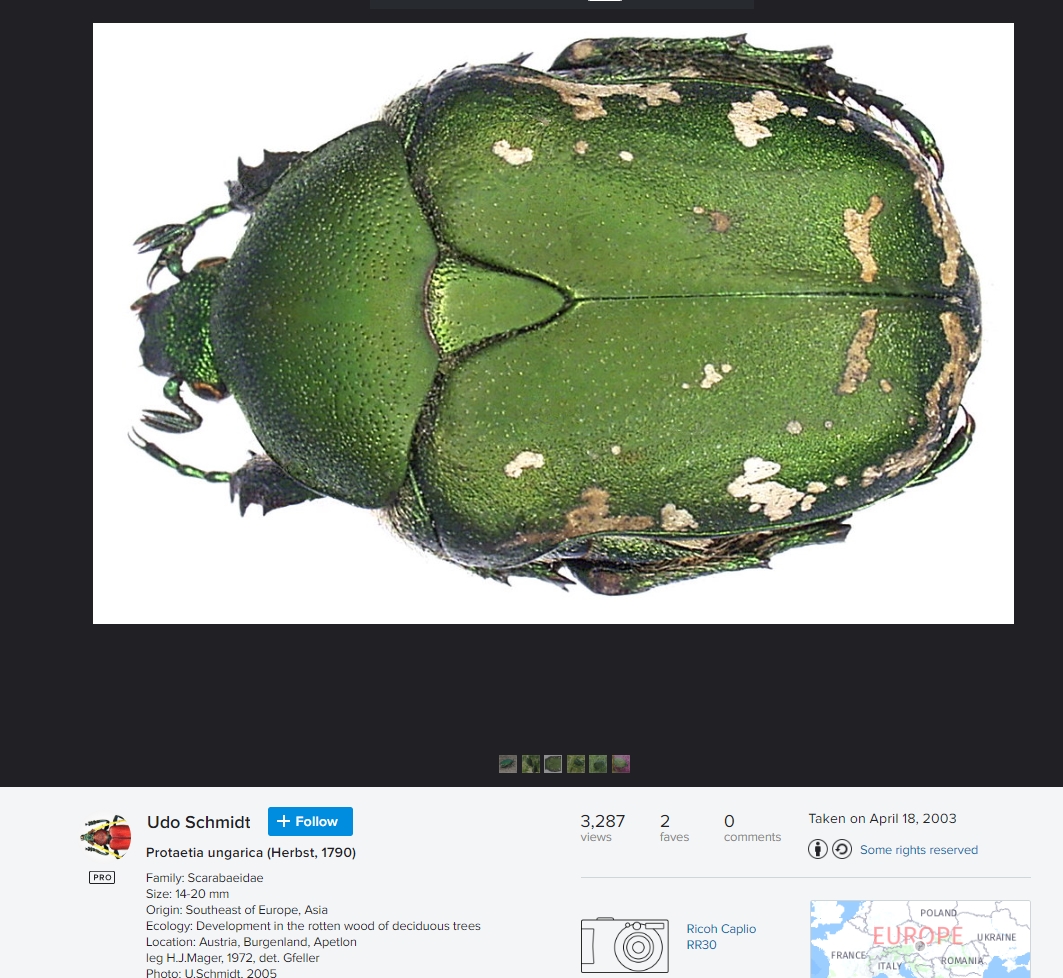 Udo Schmidt
+ Follow
Protaetia ungarica (Herbst, 1790)
PRO
Family: Scarabaeidae
Size: 14-20 mm
Origin: Southeast of Europe, Asia
Ecology: Development in the rotten wood of deciduous trees
Location: Austria, Burgenland, Apetlon
leg H.J.Mager, 1972, det. Gfeller
Photo: U.Schmidt, 2005
3,287
views
2
faves
0
comments
Taken on April 18, 2003
Some rights reserved
Ricoh Caplio
RR30
POLAND
EUROPE
UKRAINE
FRANCE
ROMANIA
ITALY